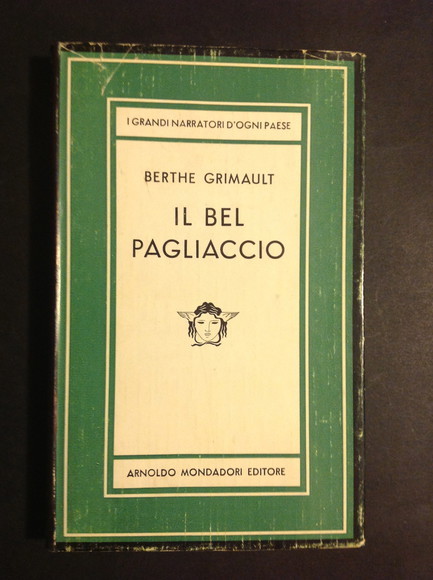 I GRANDI NARRATORI D'OGNI PAESE
BERTHE GRIMAULT
IL BEL
PAGLIACCIO
ARNOLDO MONDADORI EDITORE